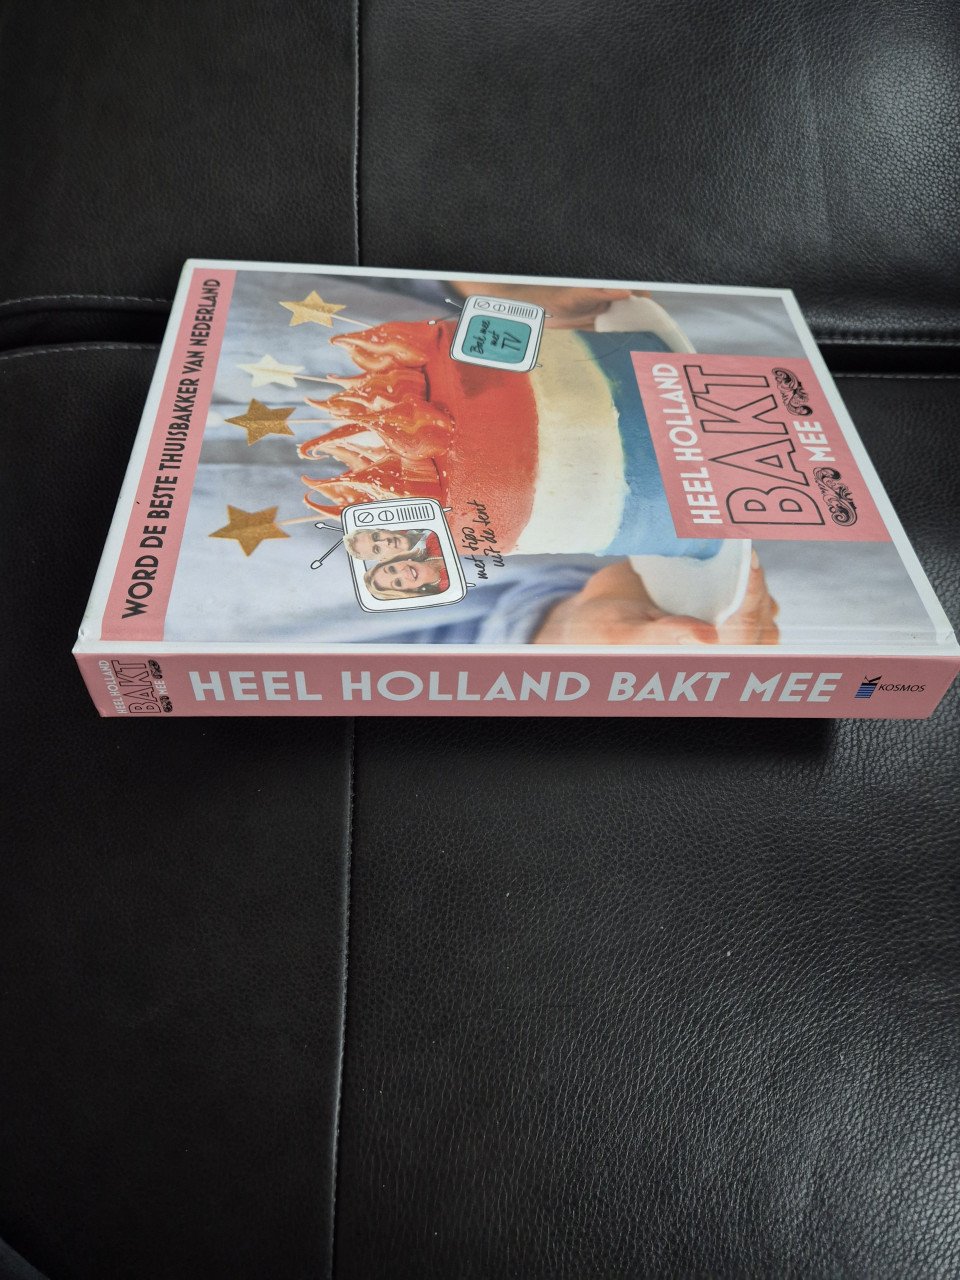 WORD DÉ BESTE THUISBAKKER VAN NEDERLAND
Bak mee
met
TV
met tips
uit de tent
HEEL HOLLAND
BAKT
MEE
HEEL HOLLAND
BAKT
MEE
HEEL HOLLAND BAKT MEE
K
KOSMOS